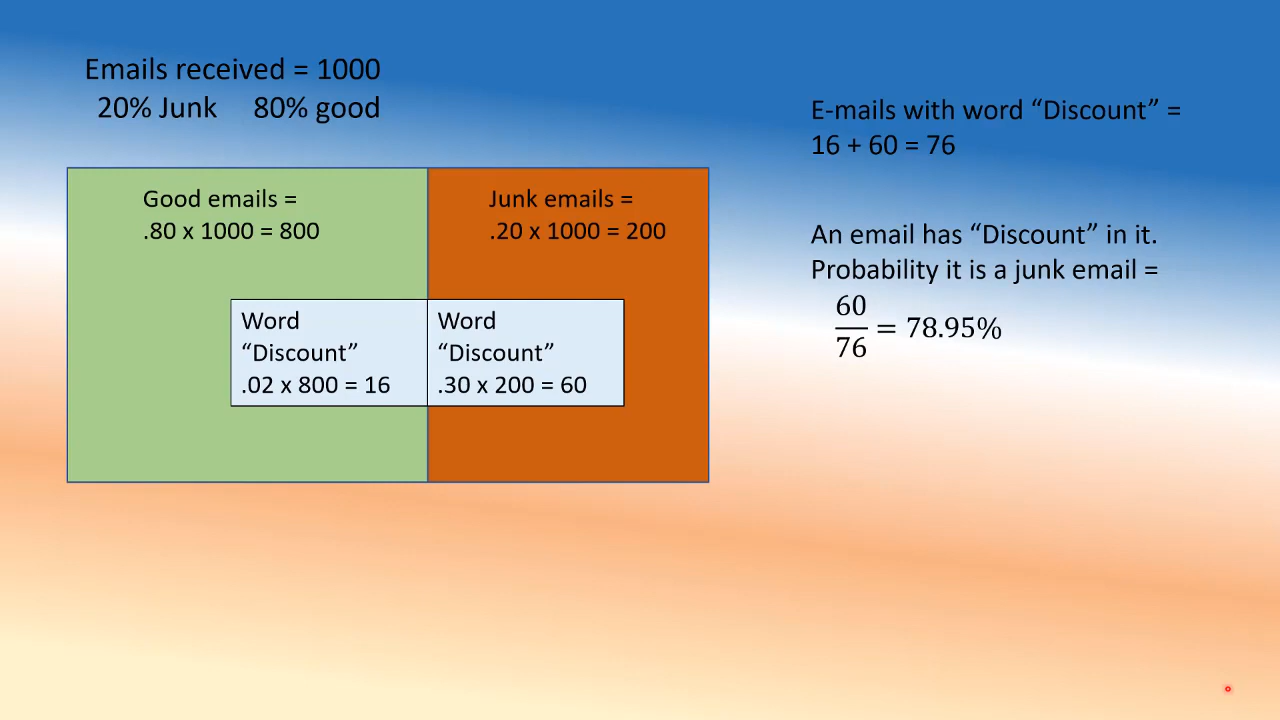 Emails received = 1000
20% Junk 80% good
Good emails =
.80 x 1000 = 800
Junk emails =
.20 x 1000 = 200
Word
“Discount”
.02 x 800 = 16
Word
“Discount”
.30 x 200 = 60
E-mails with word “Discount” =
16 + 60 = 76
An email has “Discount” in it.
Probability it is a junk email =
60/76 = 78.95%